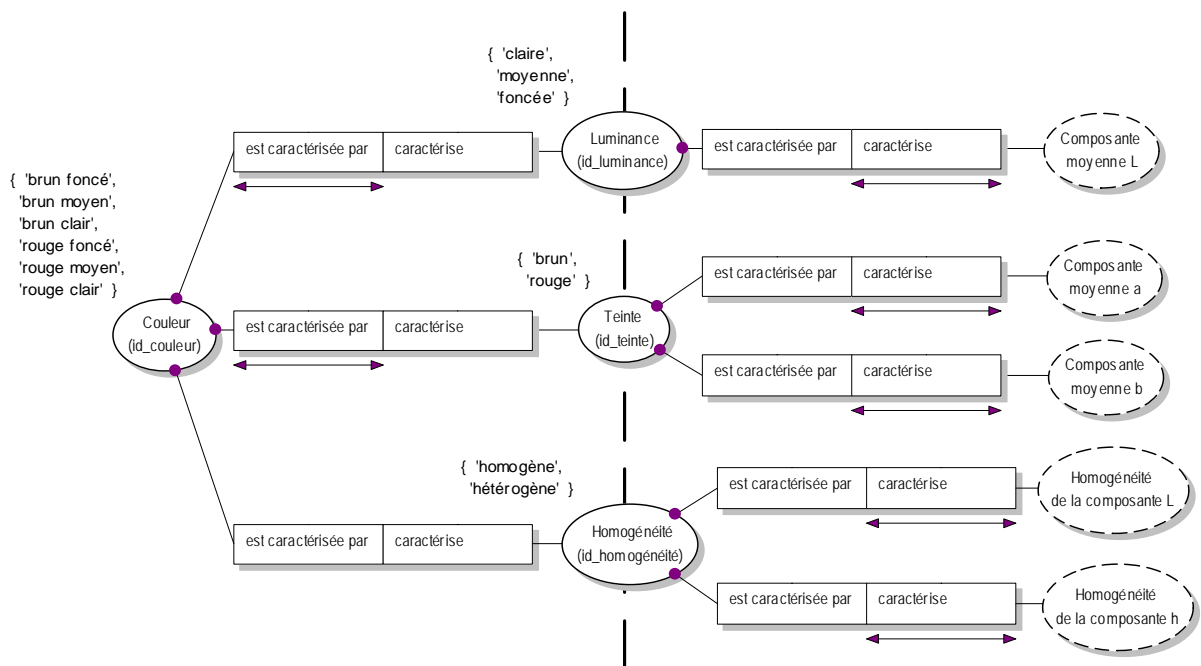 { 'claire',
'moyenne',
'foncée' }
est caractérisée par
caractérise
Luminance
(id_luminance)
est caractérisée par
caractérise
Composante
moyenne L
{ 'brun foncé',
'brun moyen',
'brun clair',
'rouge foncé',
'rouge moyen',
'rouge clair' }
Couleur
(id_couleur)
est caractérisée par
caractérise
{ 'brun',
'rouge' }
Teinte
(id_teinte)
est caractérisée par
caractérise
Composante
moyenne a
est caractérisée par
caractérise
Composante
moyenne b
est caractérisée par
caractérise
{ 'homogène',
'hétérogène' }
Homogénéité
(id_homogénéité)
est caractérisée par
caractérise
Homogénéité
de la composante L
est caractérisée par
caractérise
Homogénéité
de la composante h